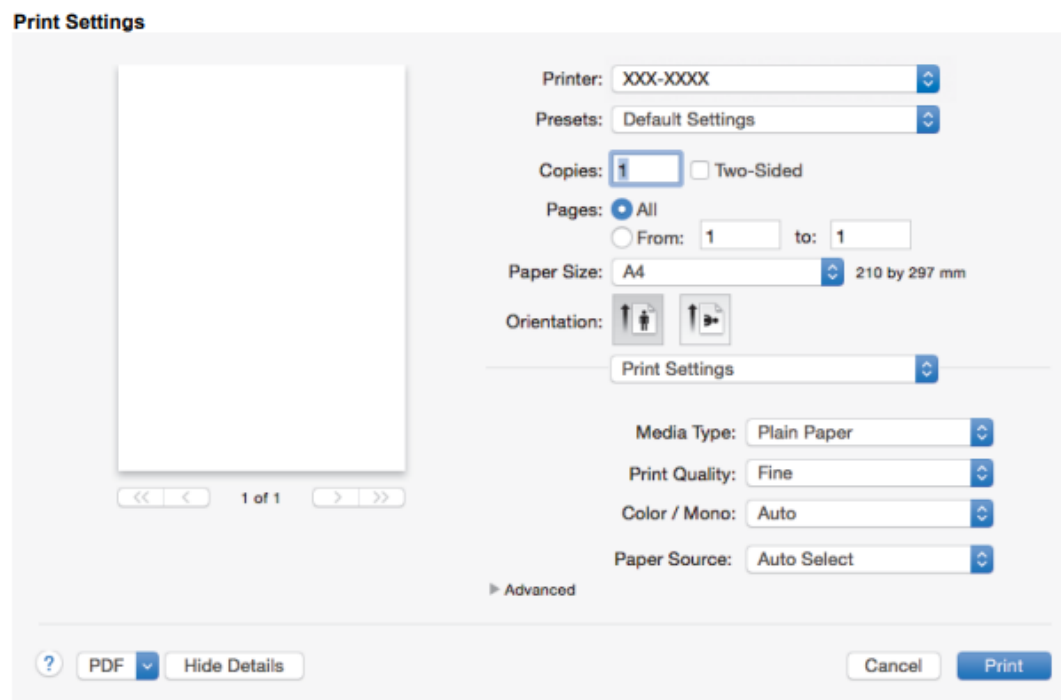 Print Settings
Printer: XXX-XXXX
Presets: Default Settings
Copies: 1 Two-Sided
Pages: All
From: 1 to: 1
Paper Size: A4 210 by 297 mm
Orientation:
Print Settings
Media Type: Plain Paper
Print Quality: Fine
1 of 1
Color / Mono: Auto
Paper Source: Auto Select
Advanced
? PDF Hide Details Cancel Print